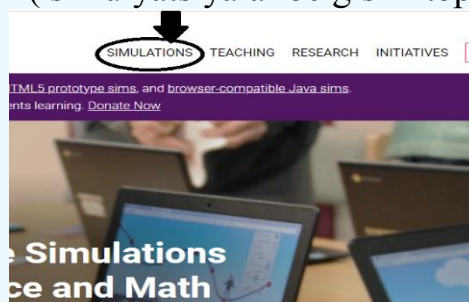 SIMULATIONS TEACHING RESEARCH INITIATIVES
HTML5 prototype sims, and browser-compatible Java sims.
ents learning. Donate Now
Simulations
ce and Math